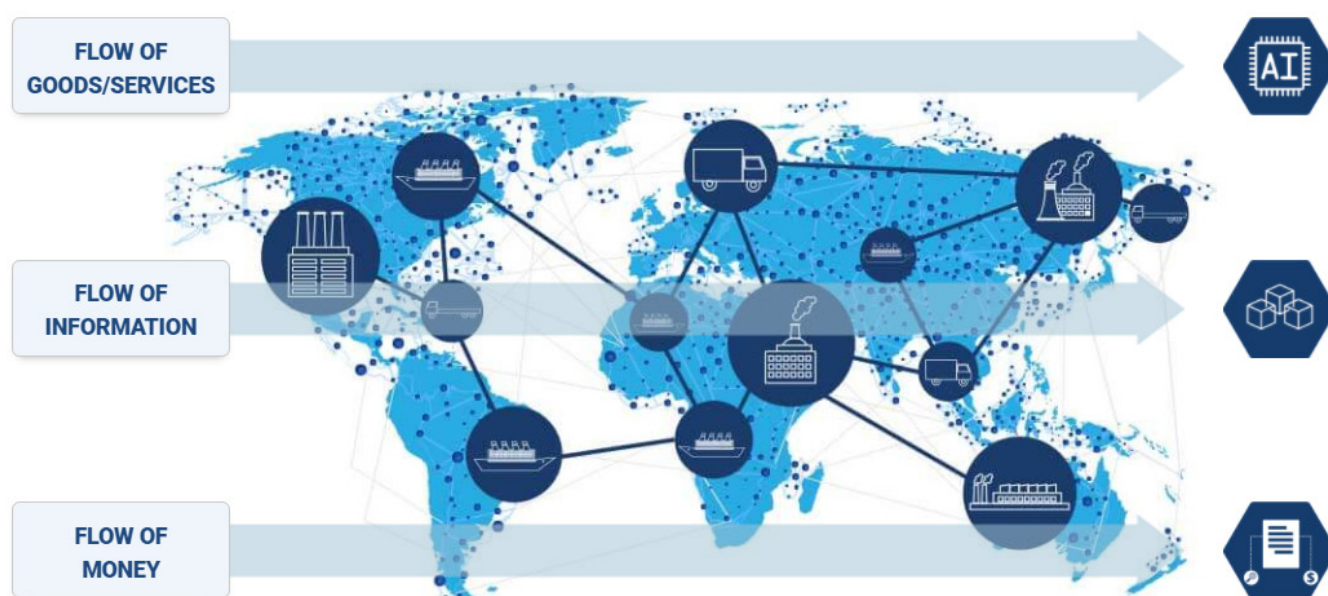 FLOW OF
GOODS/SERVICES
AI
FLOW OF
INFORMATION
FLOW OF
MONEY
$